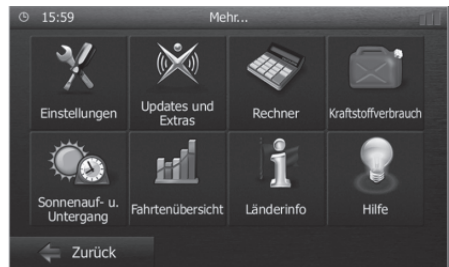 15:59 Mehr...
Einstellungen
Updates und
Extras
Rechner
Kraftstoffverbrauch
Sonnenauf- u.
Untergang
Fahrtenübersicht
Länderinfo
Hilfe
Zurück